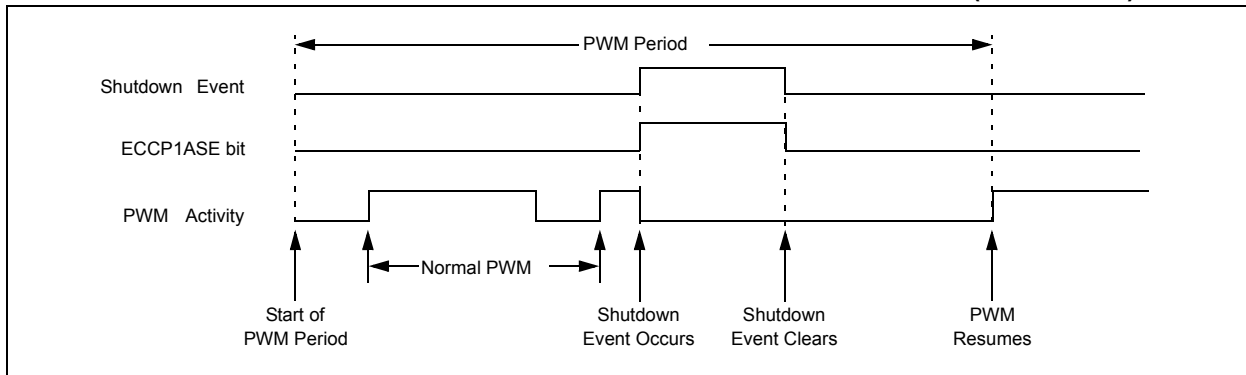 PWM Period
Shutdown Event
ECCP1ASE bit
PWM Activity
Normal PWM
Start of
PWM Period
Shutdown
Event Occurs
Shutdown
Event Clears
PWM
Resumes